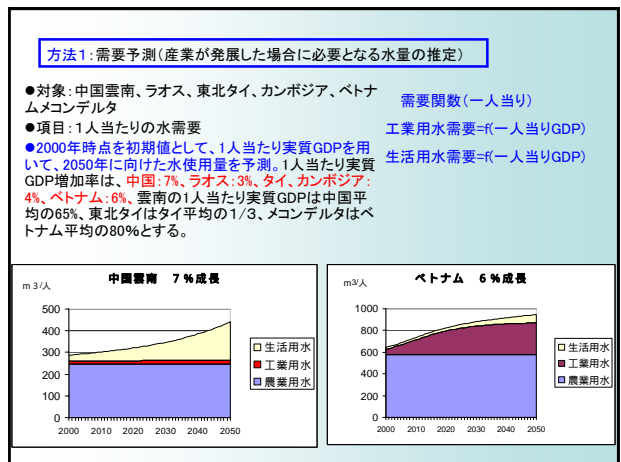 方法１:需要予測（産業が発展した場合に必要となる水量の推定）
●対象：中国雲南、ラオス、東北タイ、カンボジア、ベトナ
ムメコンデルタ
●項目：1人当たりの水需要
●2000年時点を初期値として、1人当たり実質GDPを用
いて、2050年に向けた水使用量を予測。1人当たり実質
GDP増加率は、中国：7%、ラオス：3%、タイ、カンボジア：
4%、ベトナム：6%、雲南の1人当たり実質GDPは中国平
均の65%、東北タイはタイ平均の1/3、メコンデルタはベ
トナム平均の80%とする。
需要関数（一人当り）
工業用水需要=f(一人当りGDP)
生活用水需要=f(一人当りGDP)
中国雲南 7%成長
m3/人
500
400
300
200
100
0
2000 2010 2020 2030 2040 2050
生活用水
工業用水
農業用水
ベトナム 6%成長
m3/人
1000
800
600
400
200
0
2000 2010 2020 2030 2040 2050
生活用水
工業用水
農業用水